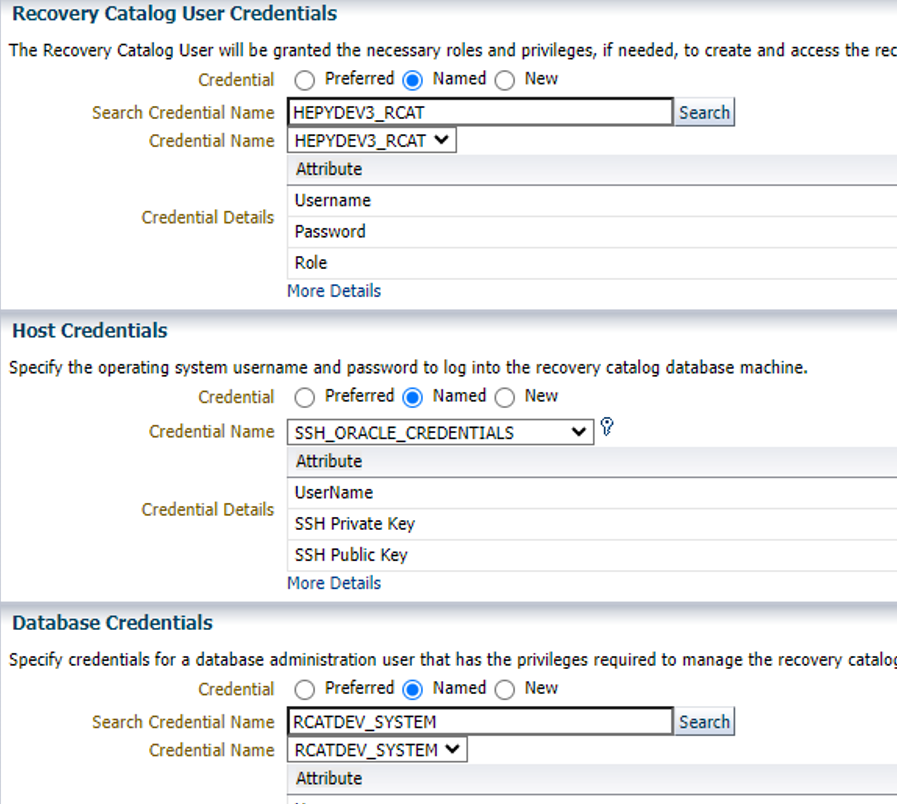 Recovery Catalog User Credentials
The Recovery Catalog User will be granted the necessary roles and privileges, if needed, to create and access the
Credential Preferred Named New
Search Credential Name HEPYDEV3_RCAT Search
Credential Name HEPYDEV3_RCAT
Attribute
Username
Credential Details
Password
Role
More Details
Host Credentials
Specify the operating system username and password to log into the recovery catalog database machine.
Credential Preferred Named New
Credential Name SSH_ORACLE_CREDENTIALS
Attribute
UserName
Credential Details
SSH Private Key
SSH Public Key
More Details
Database Credentials
Specify credentials for a database administration user that has the privileges required to manage the recovery
Credential Preferred Named New
Search Credential Name RCATDEV_SYSTEM Search
Credential Name RCATDEV_SYSTEM
Attribute